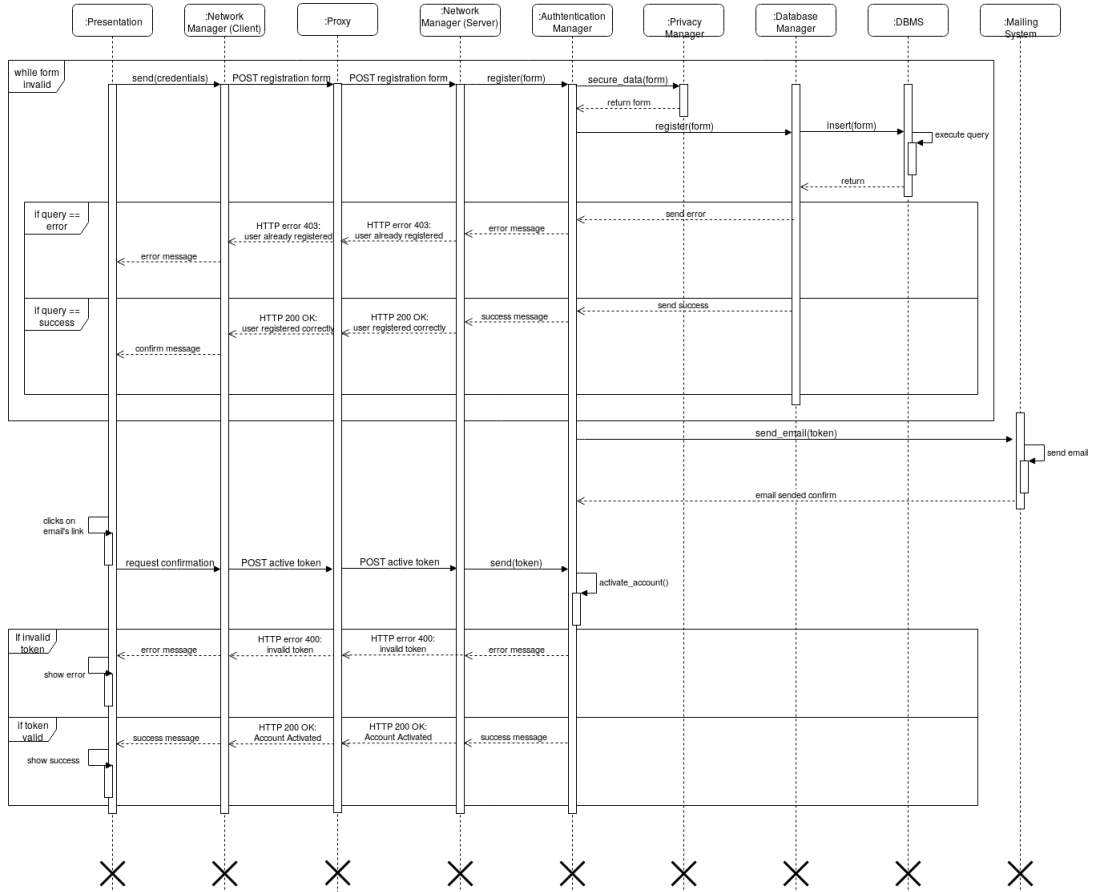 :Presentation
:Network
Manager (Client)
:Proxy
:Network
Manager (Server)
:Authtentication
Manager
:Privacy
Manager
:Database
Manager
:DBMS
:Mailing
System
while form
invalid
send(credentials)
POST registration form
POST registration form
register(form)
secure_data(form)
return form
register(form)
insert(form)
execute query
return
if query ==
error
send error
error message
HTTP error 403:
user already registered
HTTP error 403:
user already registered
error message
if query ==
success
send success
success message
HTTP 200 OK:
user registered correctly
HTTP 200 OK:
user registered correctly
confirm message
send_email(token)
send email
email sended confirm
clicks on
email's link
request confirmation
POST active token
POST active token
send(token)
activate_account()
If invalid
token
error message
HTTP error 400:
invalid token
HTTP error 400:
invalid token
error message
show error
if token
valid
success message
HTTP 200 OK:
Account Activated
HTTP 200 OK:
Account Activated
success message
show success